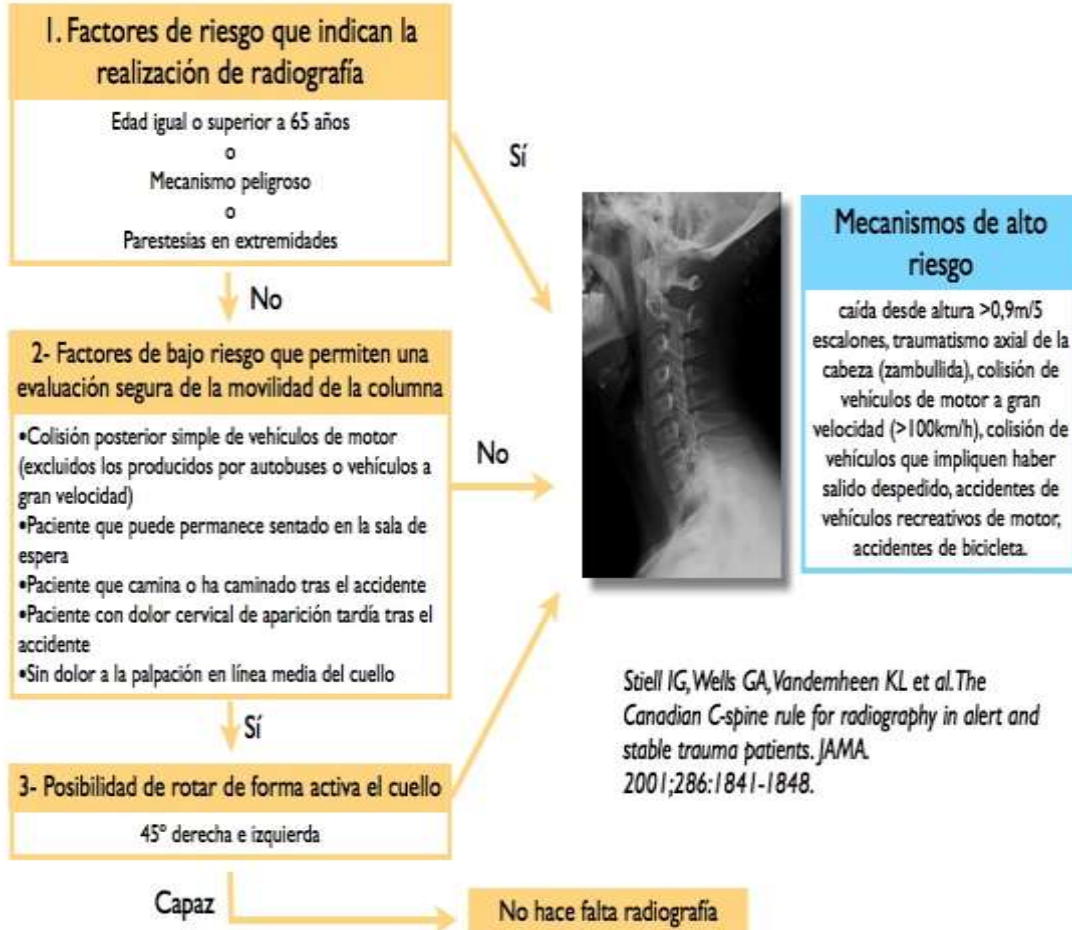 1. Factores de riesgo que indican la
realización de radiografía
Edad igual o superior a 65 años
o
Mecanismo peligroso
o
Parestesias en extremidades
Sí
No
2- Factores de bajo riesgo que permiten una
evaluación segura de la movilidad de la columna
•Colisión posterior simple de vehículos de motor
(excluidos los producidos por autobuses o vehículos a
gran velocidad)
•Paciente que puede permanece sentado en la sala de
espera
•Paciente que camina o ha caminado tras el accidente
•Paciente con dolor cervical de aparición tardía tras el
accidente
•Sin dolor a la palpación en línea media del cuello
No
Sí
3- Posibilidad de rotar de forma activa el cuello
45º derecha e izquierda
Capaz
No hace falta radiografía
Mecanismos de alto
riesgo
caída desde altura >0,9m/5
escalones, traumatismo axial de la
cabeza (zambullida), colisión de
vehículos de motor a gran
velocidad (>100km/h), colisión de
vehículos que impliquen haber
salido despedido, accidentes de
vehículos recreativos de motor,
accidentes de bicicleta.
Stiell IG, Wells GA, Vandemheen KL et al. The
Canadian C-spine rule for radiography in alert and
stable trauma patients. JAMA.
2001;286:1841-1848.